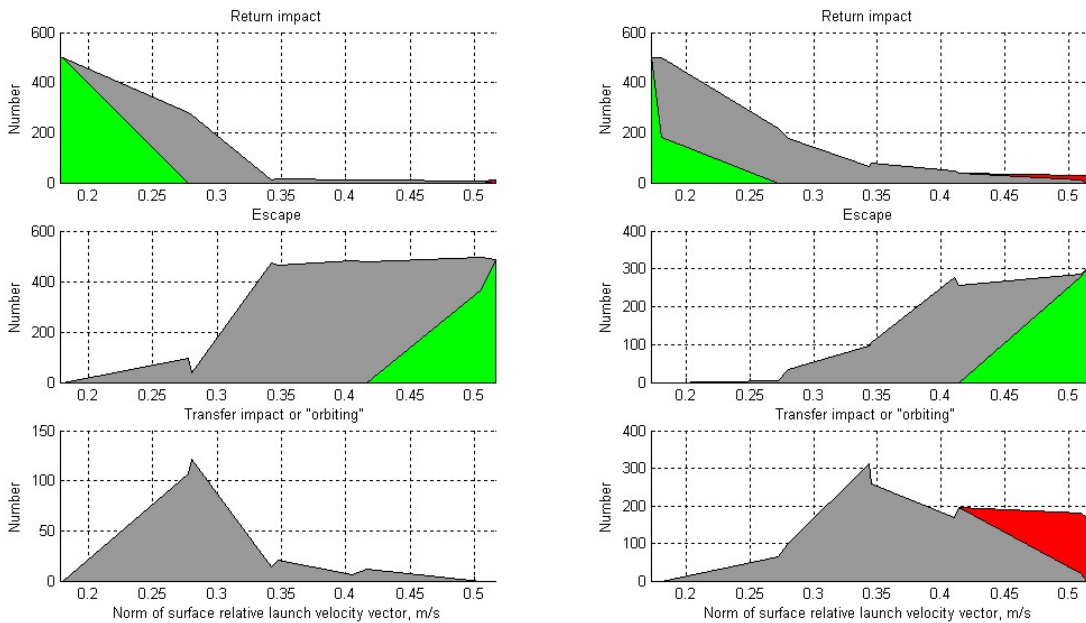 Return impact
600
400
200
0
Number
0.2 0.25 0.3 0.35 0.4 0.45 0.5
Escape
600
400
200
0
Number
0.2 0.25 0.3 0.35 0.4 0.45 0.5
Transfer impact or "orbiting"
150
100
50
0
Number
0.2 0.25 0.3 0.35 0.4 0.45 0.5
Norm of surface relative launch velocity vector, m/s
Return impact
600
400
200
0
Number
0.2 0.25 0.3 0.35 0.4 0.45 0.5
Escape
400
300
200
100
0
Number
0.2 0.25 0.3 0.35 0.4 0.45 0.5
Transfer impact or "orbiting"
400
300
200
100
0
Number
0.2 0.25 0.3 0.35 0.4 0.45 0.5
Norm of surface relative launch velocity vector, m/s